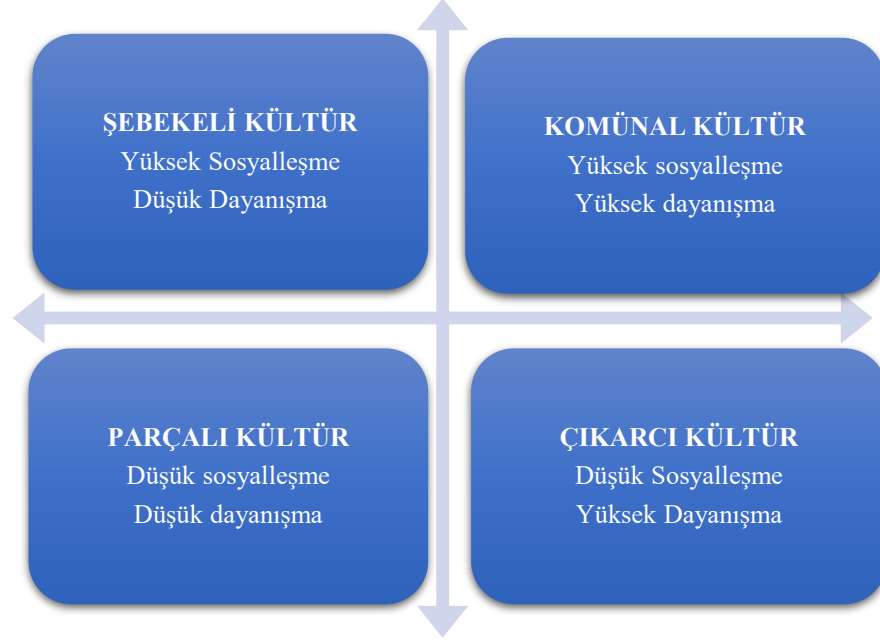 ŞEBEKELİ KÜLTÜR
Yüksek Sosyalleşme
Düşük Dayanışma
KOMÜNAL KÜLTÜR
Yüksek sosyalleşme
Yüksek dayanışma
PARÇALI KÜLTÜR
Düşük sosyalleşme
Düşük dayanışma
ÇIKARCI KÜLTÜR
Düşük Sosyalleşme
Yüksek Dayanışma